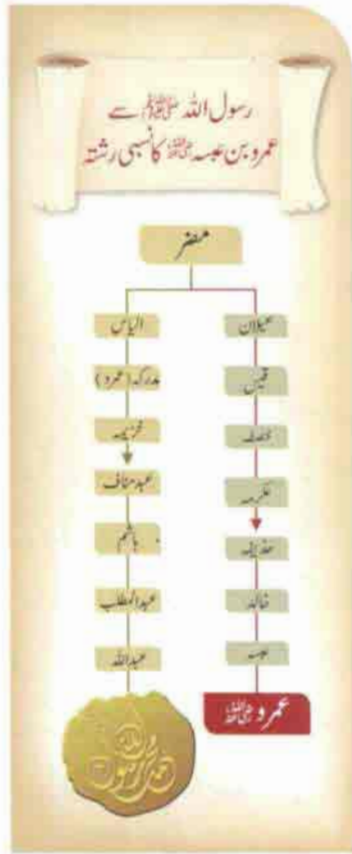 رسول اللہ ﷺ سے
عمرو بن عبسہ رضی اللہ عنہ کا نسبی رشتہ
مضر
الیاس
عیلان
مدرکہ (عمرو)
قیس
خزیمہ
خصفہ
عبد مناف
عکرمہ
ہاشم
حذیفہ
عبدالمطلب
خالد
عبداللہ
عبسہ
محمد رسول اللہ
عمرو رضی اللہ عنہ